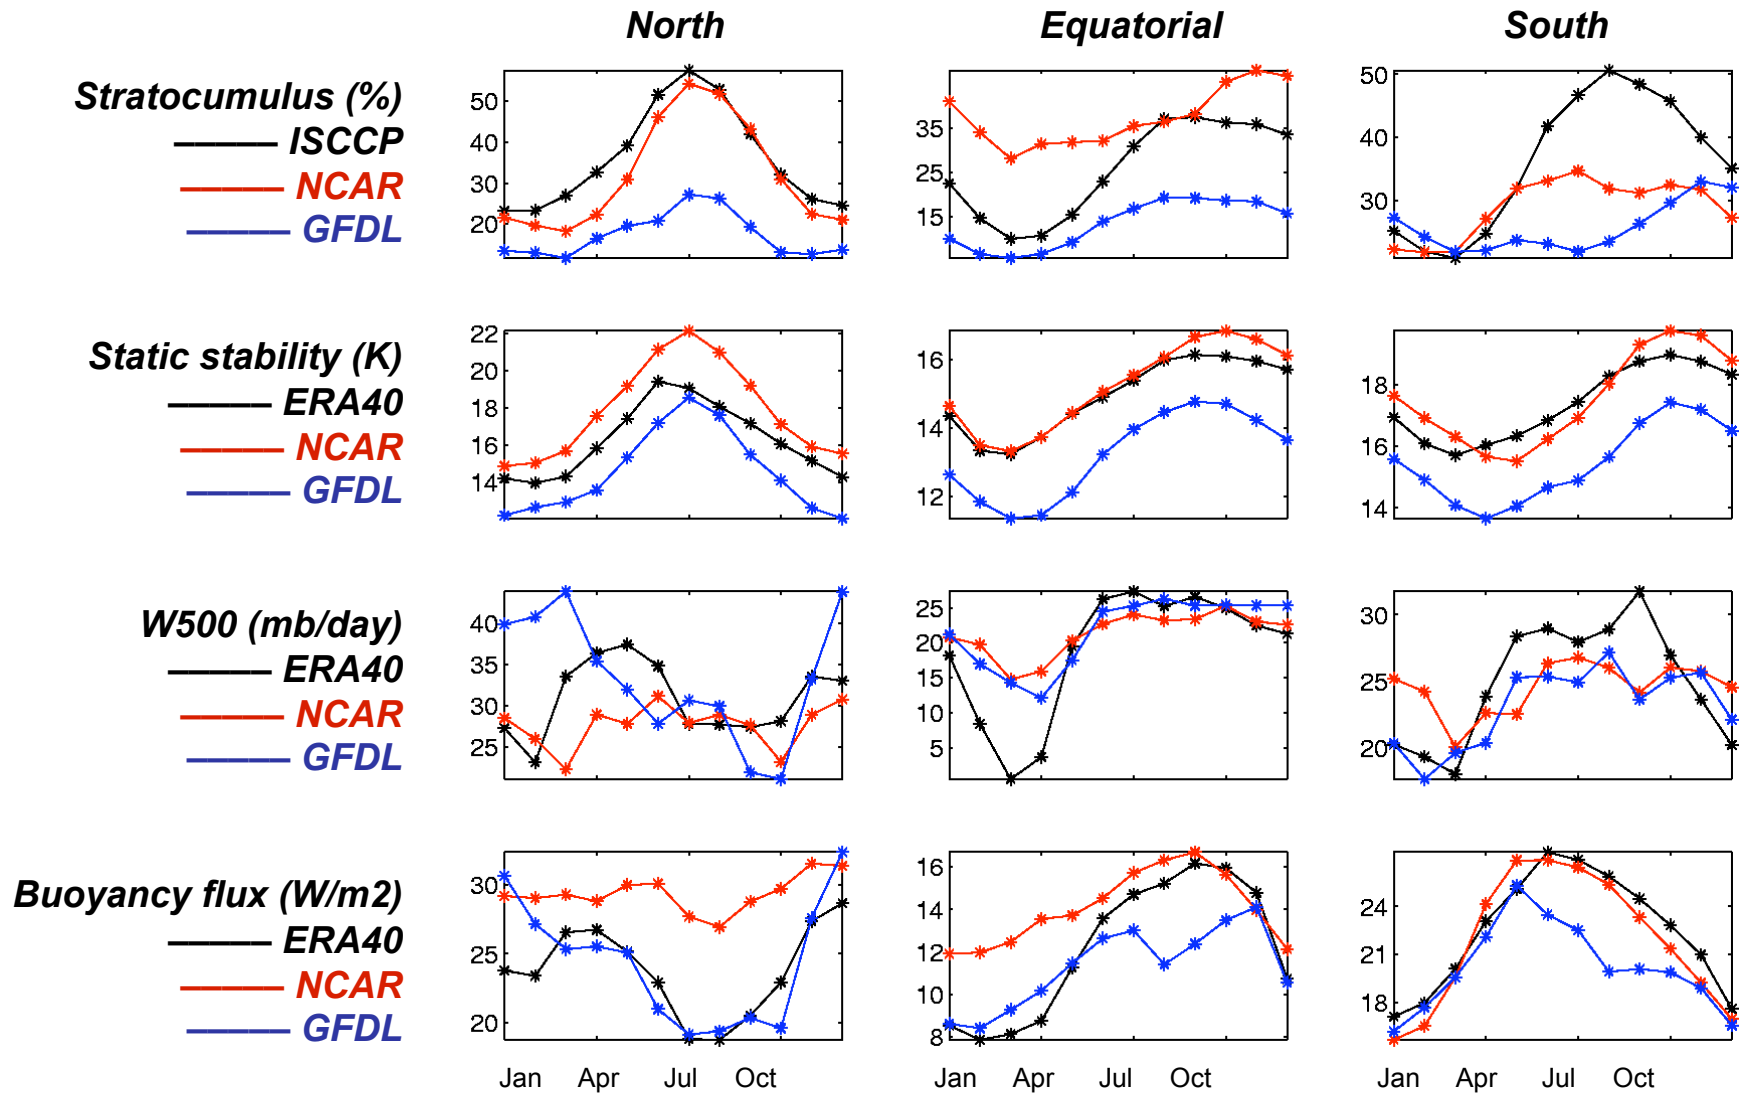 North Equatorial South
Stratocumulus (%)
ISCCP
NCAR
GFDL
50
40
30
20
35
25
15
50
40
30
Static stability (K)
ERA40
NCAR
GFDL
22
20
18
16
14
16
14
12
18
16
14
W500 (mb/day)
ERA40
NCAR
GFDL
40
35
30
25
25
20
15
10
5
30
25
20
Buoyancy flux (W/m2)
ERA40
NCAR
GFDL
30
25
20
16
14
12
10
8
24
21
18
Jan Apr Jul Oct Jan Apr Jul Oct Jan Apr Jul Oct